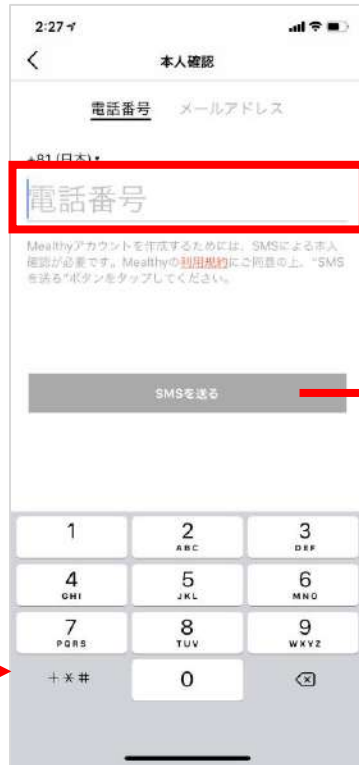 2:27
本人確認
電話番号 メールアドレス
+81 (日本)
電話番号
Mealthyアカウントを作成するためには、SMSによる本人
確認が必要です。Mealthyの利用規約にご同意の上、"SMS
を送る"ボタンをタップしてください。
SMSを送る
1 2 3
ABC DEF
4 5 6
GHI JKL MNO
7 8 9
PQRS TUV WXYZ
+ * # 0